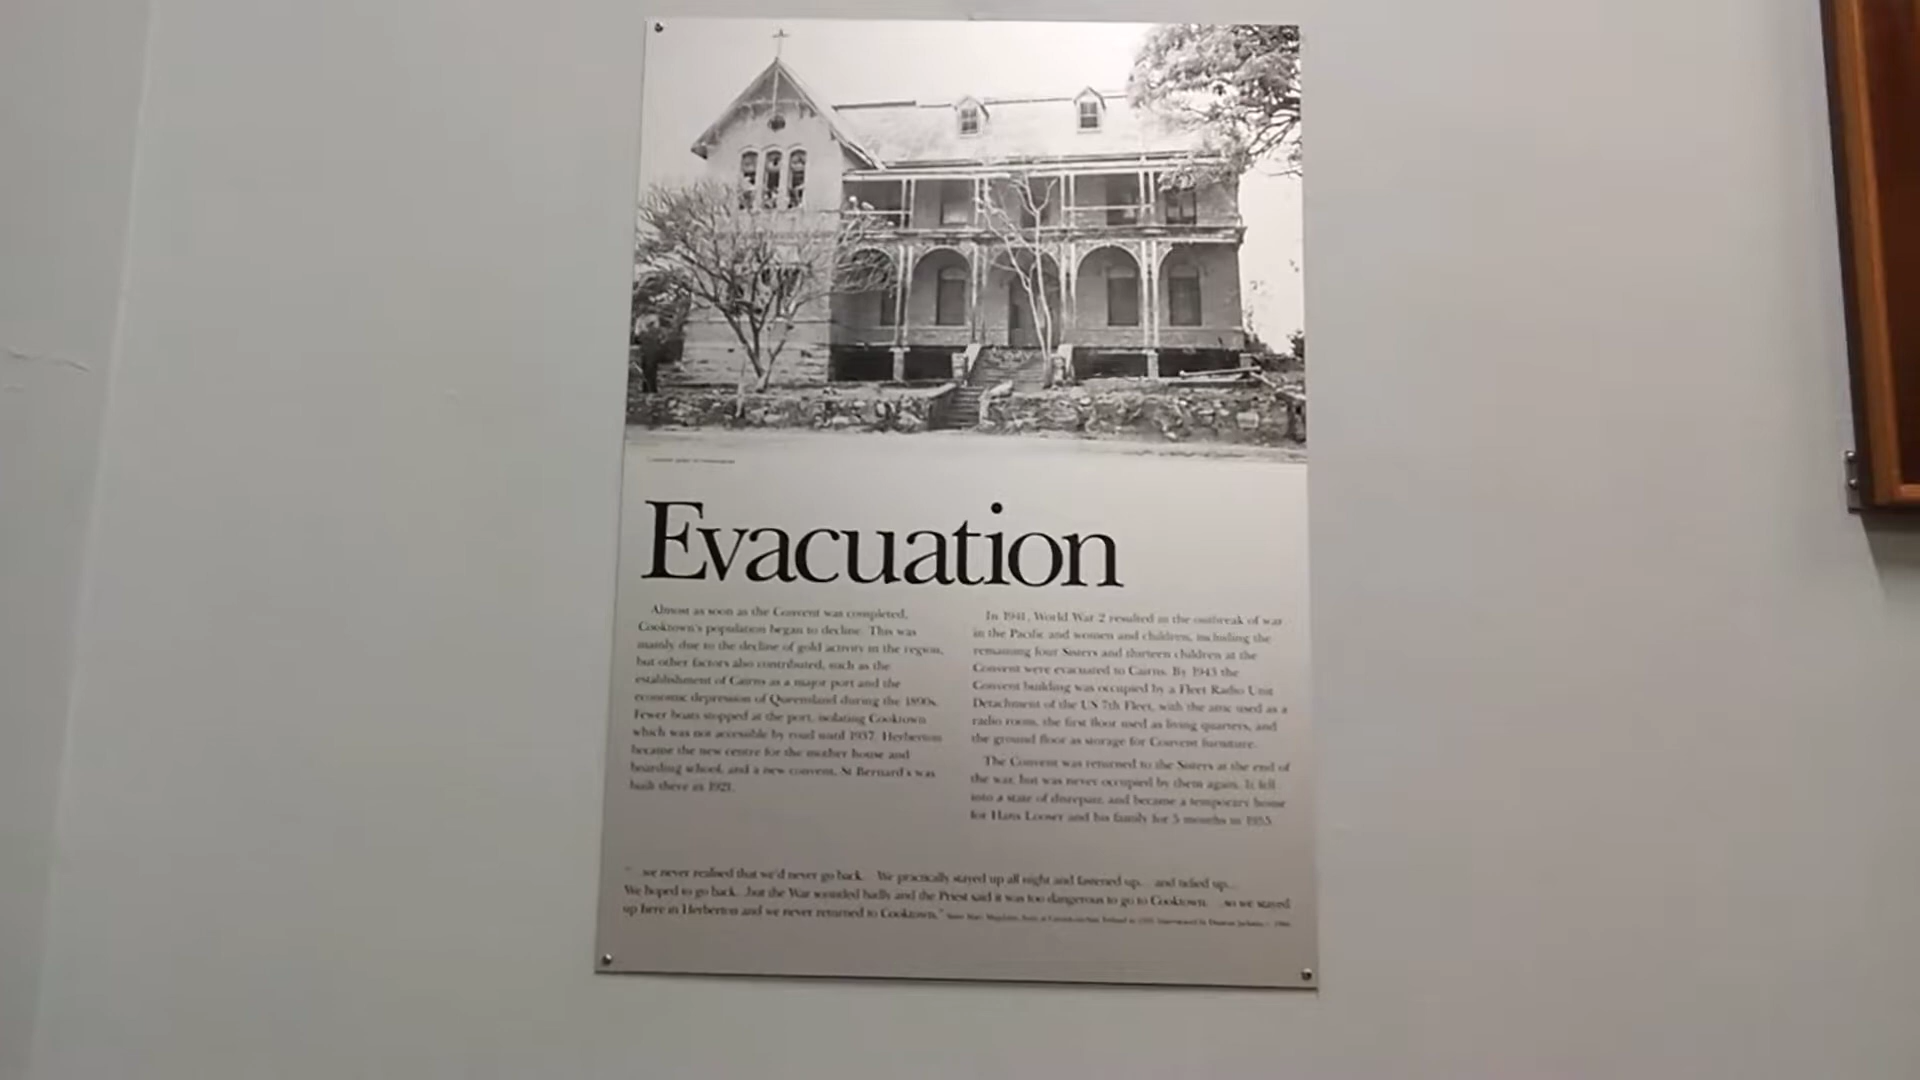 Evacuation
Almost as soon as the Convent was completed,
Cooktown's population began to decline. This was
mainly due to the decline of gold activity in the region,
but other factors also contributed, such as the
establishment of Cairns as a major port and the
economic depression of Queensland during the 1890s.
Fewer boats stopped at the port, isolating Cooktown
which was not accessible by road until 1937. Herberton
became the new centre for the mother house and
boarding school, and a new convent, St Bernard's was
built there in 1921.
In 1941, World War 2 resulted in the outbreak of war
in the Pacific and women and children, including the
remaining four Sisters and thirteen children at the
Convent were evacuated to Cairns. By 1943 the
Convent building was occupied by a Fleet Radio Unit
Detachment of the US 7th Fleet, with the attic used as a
radio room, the first floor used as living quarters, and
the ground floor as storage for Convent furniture.
The Convent was returned to the Sisters at the end of
the war, but was never occupied by them again. It fell
into a state of disrepair, and became a temporary home
for Hans Looser and his family for 5 months in 1955.
"...we never realised that we'd never go back... We practically stayed up all night and fastened up... and tidied up...
We hoped to go back...but the War sounded badly and the Priest said it was too dangerous to go to Cooktown... so we stayed
up here in Herberton and we never returned to Cooktown."